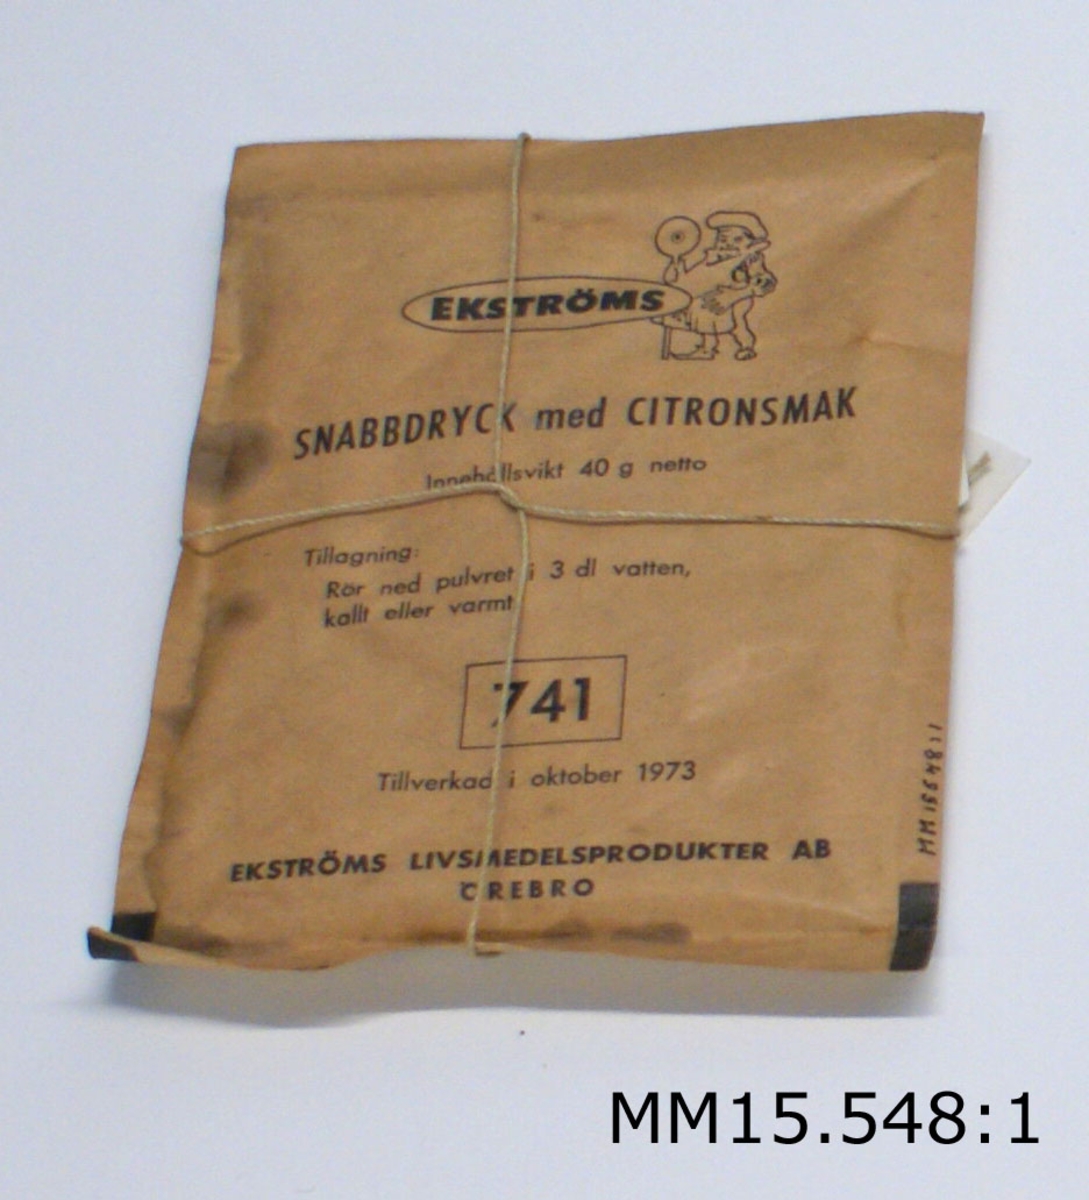 EKSTRÖMS
SNABBDRYCK med CITRONSMAK
Innehållsvikt 40 g netto
Tillagning:
Rör ned pulvret i 3 dl vatten,
kallt eller varmt
741
Tillverkad i oktober 1973
EKSTRÖMS LIVSMEDELSPRODUKTER AB
ÖREBRO
MM15548:1
MM15.548:1